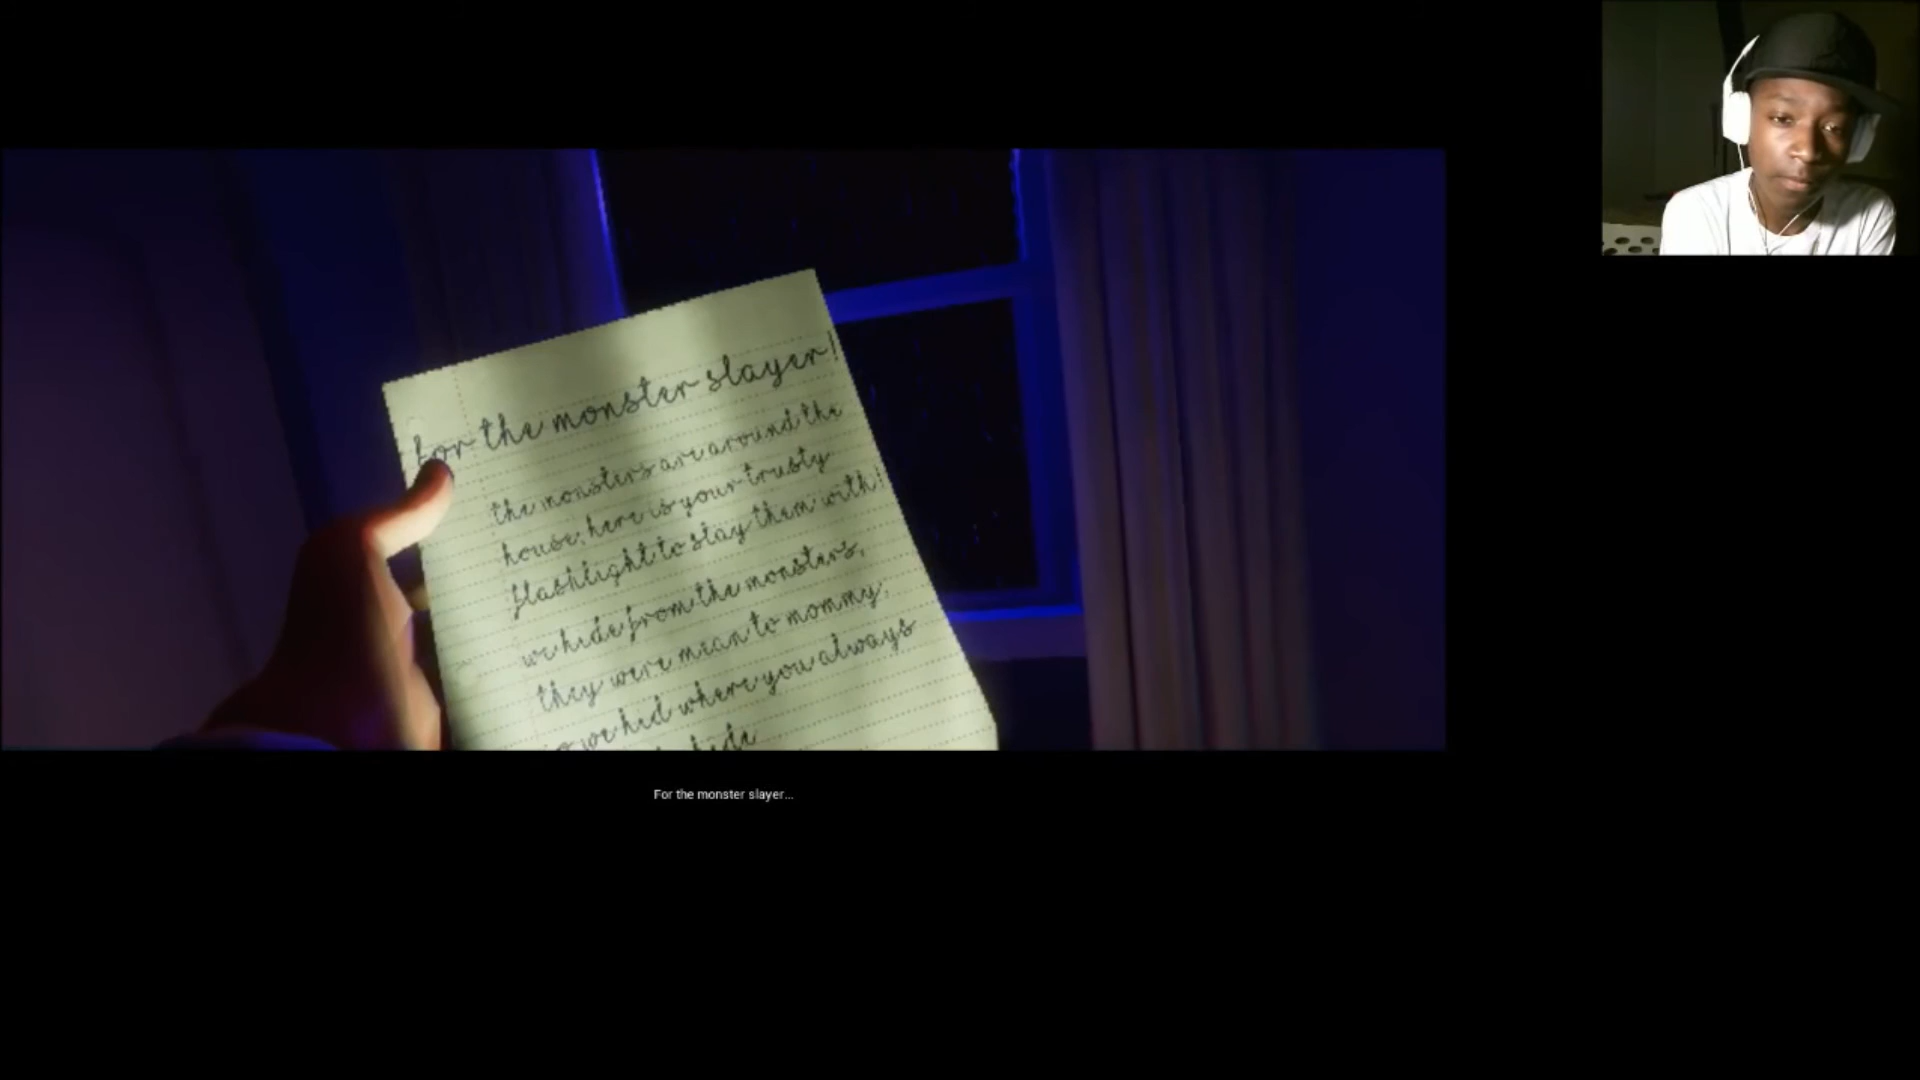 for the monster slayer!
the monsters are around the
house, here is your trusty
flashlight to slay them with!
we hide from the monsters,
they were mean to mommy,
so we hid where you always
hide
For the monster slayer...